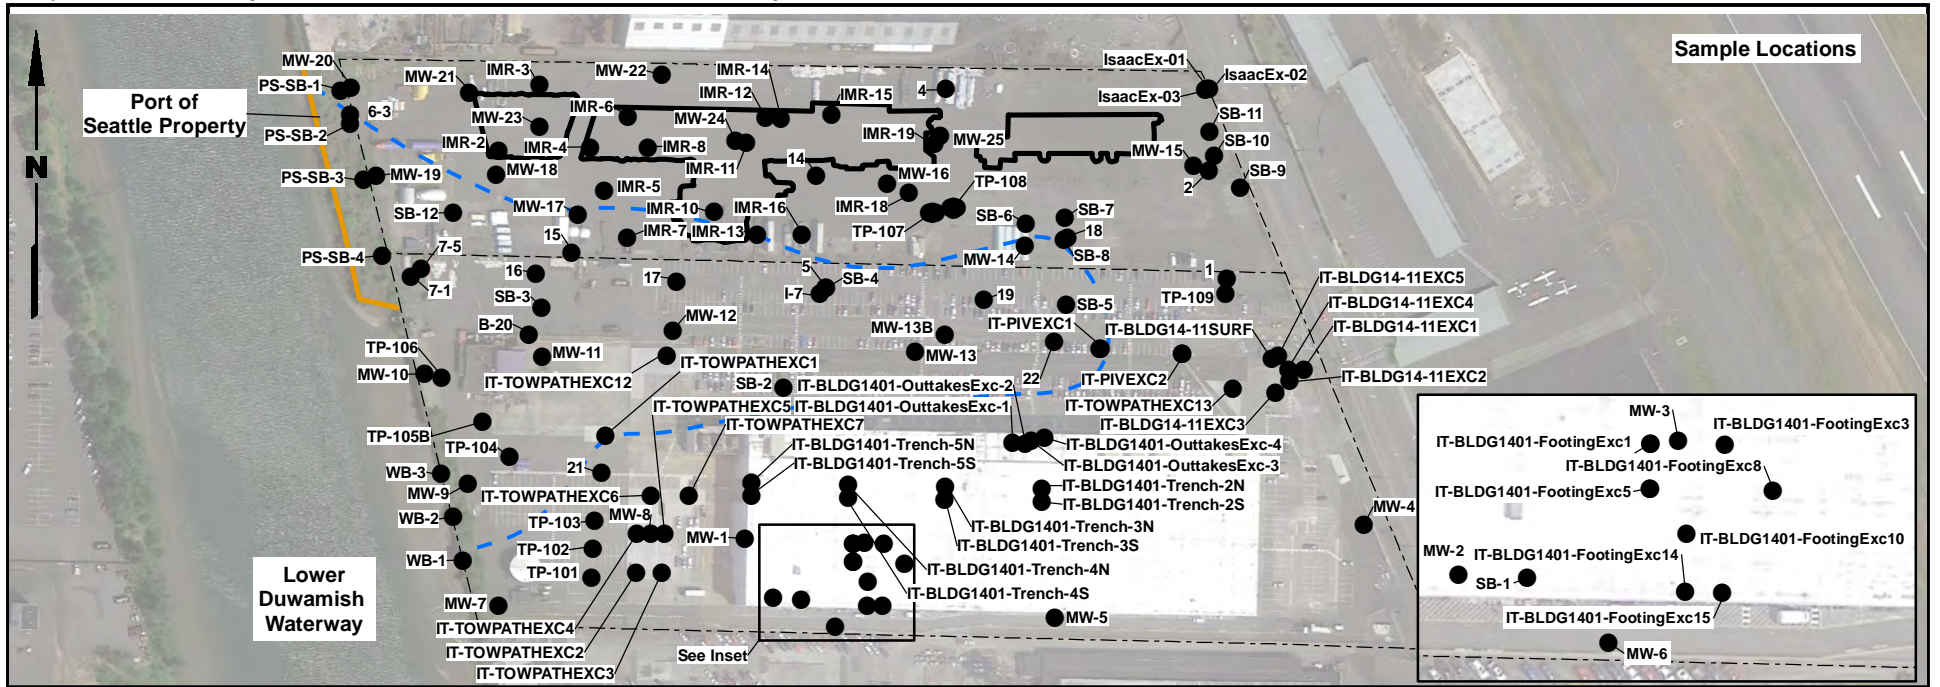 Sample Locations
N
Port of
Seattle Property
Lower
Duwamish
Waterway
MW-20
PS-SB-1
6-3
PS-SB-2
PS-SB-3
MW-19
MW-21
IMR-3
MW-22
IMR-14
IMR-12
IMR-6
MW-23
MW-24
IMR-15
4
IMR-2
IMR-4
IMR-8
IMR-11
14
IMR-19
MW-25
MW-18
IMR-5
MW-16
IMR-18
TP-108
TP-107
SB-12
MW-17
IMR-10
IMR-16
IMR-7
IMR-13
15
SB-6
SB-7
18
MW-14
SB-8
IsaacEx-01
IsaacEx-02
IsaacEx-03
SB-11
SB-10
MW-15
2
SB-9
PS-SB-4
7-5
7-1
16
17
5
SB-4
I-7
SB-3
19
SB-5
1
TP-109
B-20
MW-12
MW-11
MW-13B
MW-13
IT-PIVEXC1
22
IT-PIVEXC2
IT-BLDG14-11SURF
IT-BLDG14-11EXC5
IT-BLDG14-11EXC4
IT-BLDG14-11EXC1
IT-BLDG14-11EXC2
IT-TOWPATHEXC13
IT-BLDG14-11EXC3
TP-106
MW-10
IT-TOWPATHEXC12
IT-TOWPATHEXC1
SB-2
IT-BLDG1401-OuttakesExc-2
IT-TOWPATHEXC5
IT-BLDG1401-OuttakesExc-1
IT-TOWPATHEXC7
IT-BLDG1401-OuttakesExc-4
IT-BLDG1401-OuttakesExc-3
TP-105B
TP-104
WB-3
MW-9
21
IT-TOWPATHEXC6
MW-8
IT-BLDG1401-Trench-5N
IT-BLDG1401-Trench-5S
IT-BLDG1401-Trench-2N
IT-BLDG1401-Trench-2S
WB-2
TP-103
MW-1
IT-BLDG1401-Trench-3N
IT-BLDG1401-Trench-3S
MW-4
TP-102
WB-1
TP-101
IT-BLDG1401-Trench-4N
IT-BLDG1401-Trench-4S
MW-7
MW-5
IT-TOWPATHEXC4
IT-TOWPATHEXC2
IT-TOWPATHEXC3
See Inset
MW-3
IT-BLDG1401-FootingExc1
IT-BLDG1401-FootingExc3
IT-BLDG1401-FootingExc8
IT-BLDG1401-FootingExc5
IT-BLDG1401-FootingExc10
MW-2
IT-BLDG1401-FootingExc14
SB-1
IT-BLDG1401-FootingExc15
MW-6